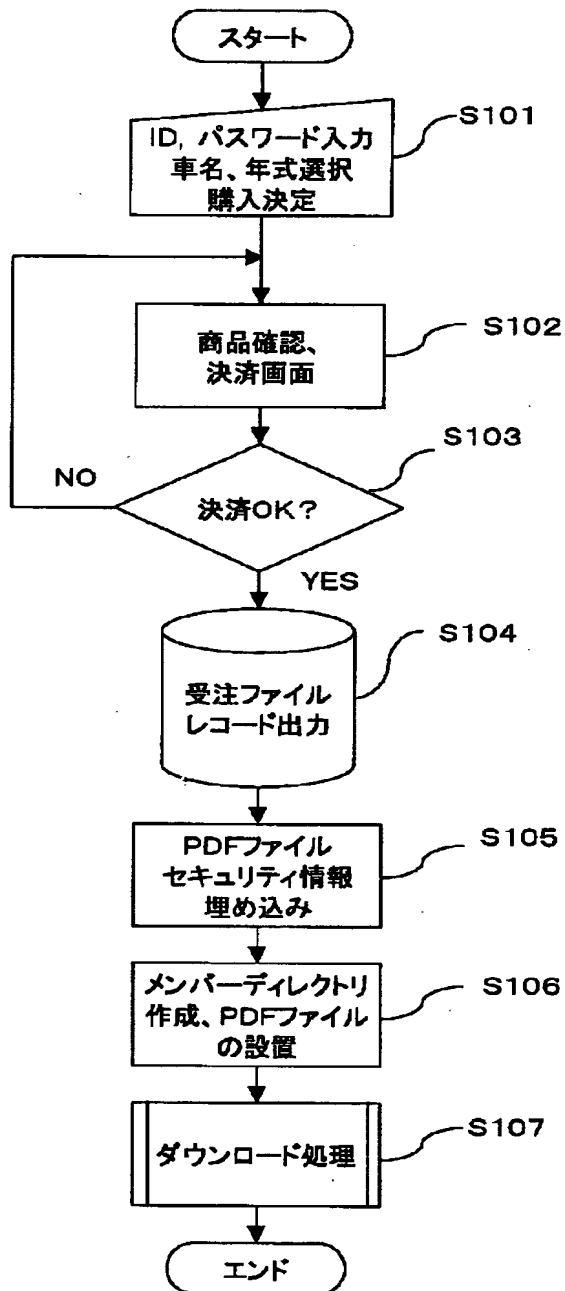 スタート
S101
ID, パスワード入力
車名、年式選択
購入決定
S102
商品確認、
決済画面
S103
NO
決済OK?
YES
S104
受注ファイル
レコード出力
S105
PDFファイル
セキュリティ情報
埋め込み
S106
メンバーディレクトリ
作成、PDFファイル
の設置
S107
ダウンロード処理
エンド